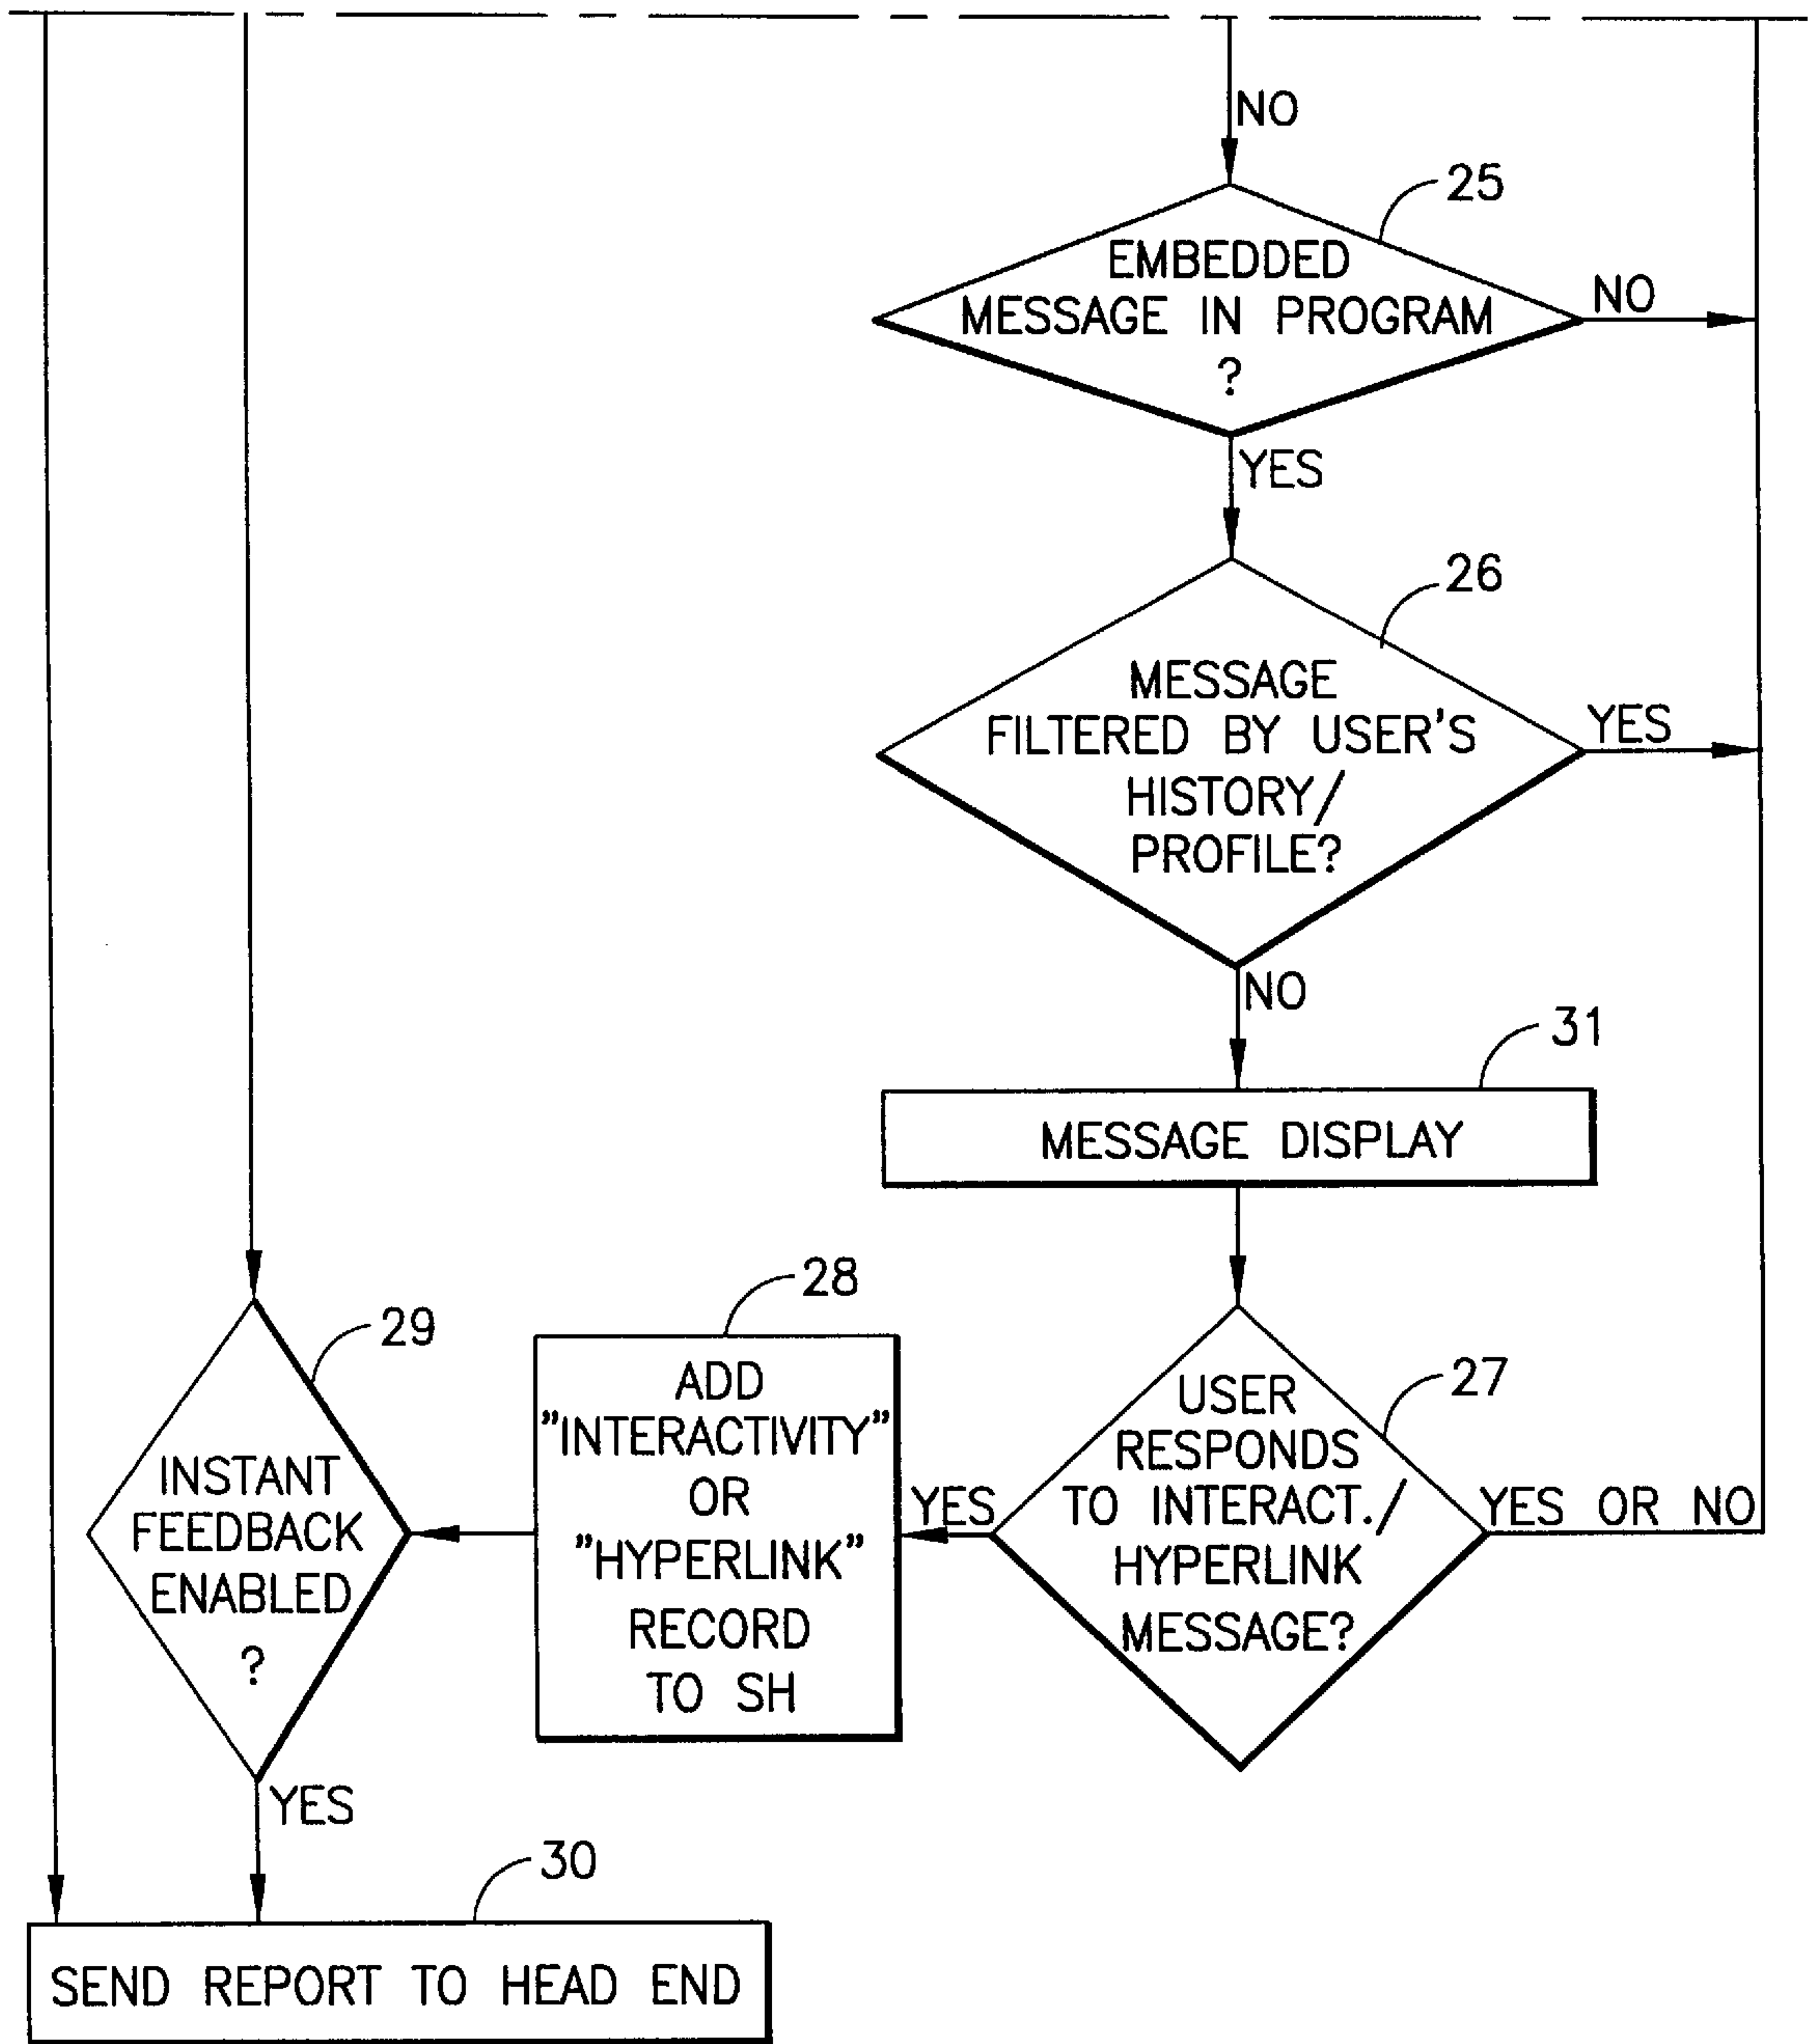 NO
25
EMBEDDED
MESSAGE IN PROGRAM
?
NO
YES
26
MESSAGE
FILTERED BY USER'S
HISTORY/
PROFILE?
YES
NO
31
MESSAGE DISPLAY
27
USER
RESPONDS
TO INTERACT./
HYPERLINK
MESSAGE?
YES OR NO
YES
28
ADD
"INTERACTIVITY"
OR
"HYPERLINK"
RECORD
TO SH
29
INSTANT
FEEDBACK
ENABLED
?
YES
30
SEND REPORT TO HEAD END